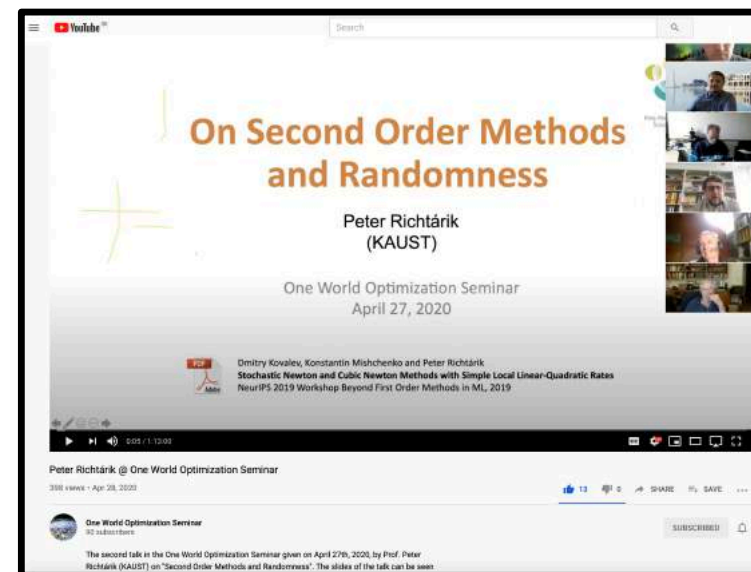 YouTube
Search
On Second Order Methods
and Randomness
Peter Richtárik
(KAUST)
One World Optimization Seminar
April 27, 2020
PDF
Adobe
Dmitry Kovalev, Konstantin Mishchenko and Peter Richtárik
Stochastic Newton and Cubic Newton Methods with Simple Local Linear-Quadratic Rates
NeurIPS 2019 Workshop Beyond First Order Methods in ML, 2019
0:05 / 1:13:00
Peter Richtárik @ One World Optimization Seminar
398 views • Apr 28, 2020
13
0
SHARE
SAVE
One World Optimization Seminar
90 subscribers
SUBSCRIBED
The second talk in the One World Optimization Seminar given on April 27th, 2020, by Prof. Peter
Richtárik (KAUST) on "Second Order Methods and Randomness". The slides of the talk can be seen